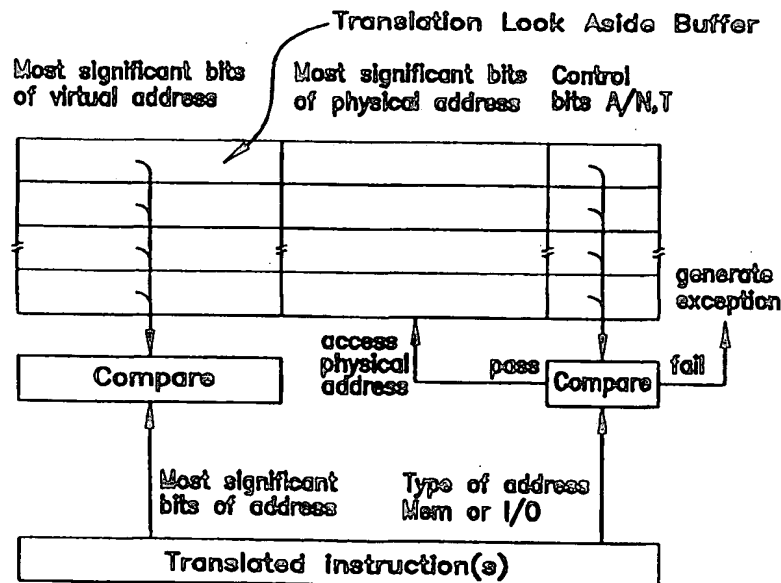 Translation Look Aside Buffer
Most significant bits
of virtual address
Most significant bits
of physical address
Control
bits A/N,T
generate
exception
access
physical
address
pass
fail
Compare
Compare
Most significant
bits of address
Type of address
Mem or I/O
Translated instruction(s)